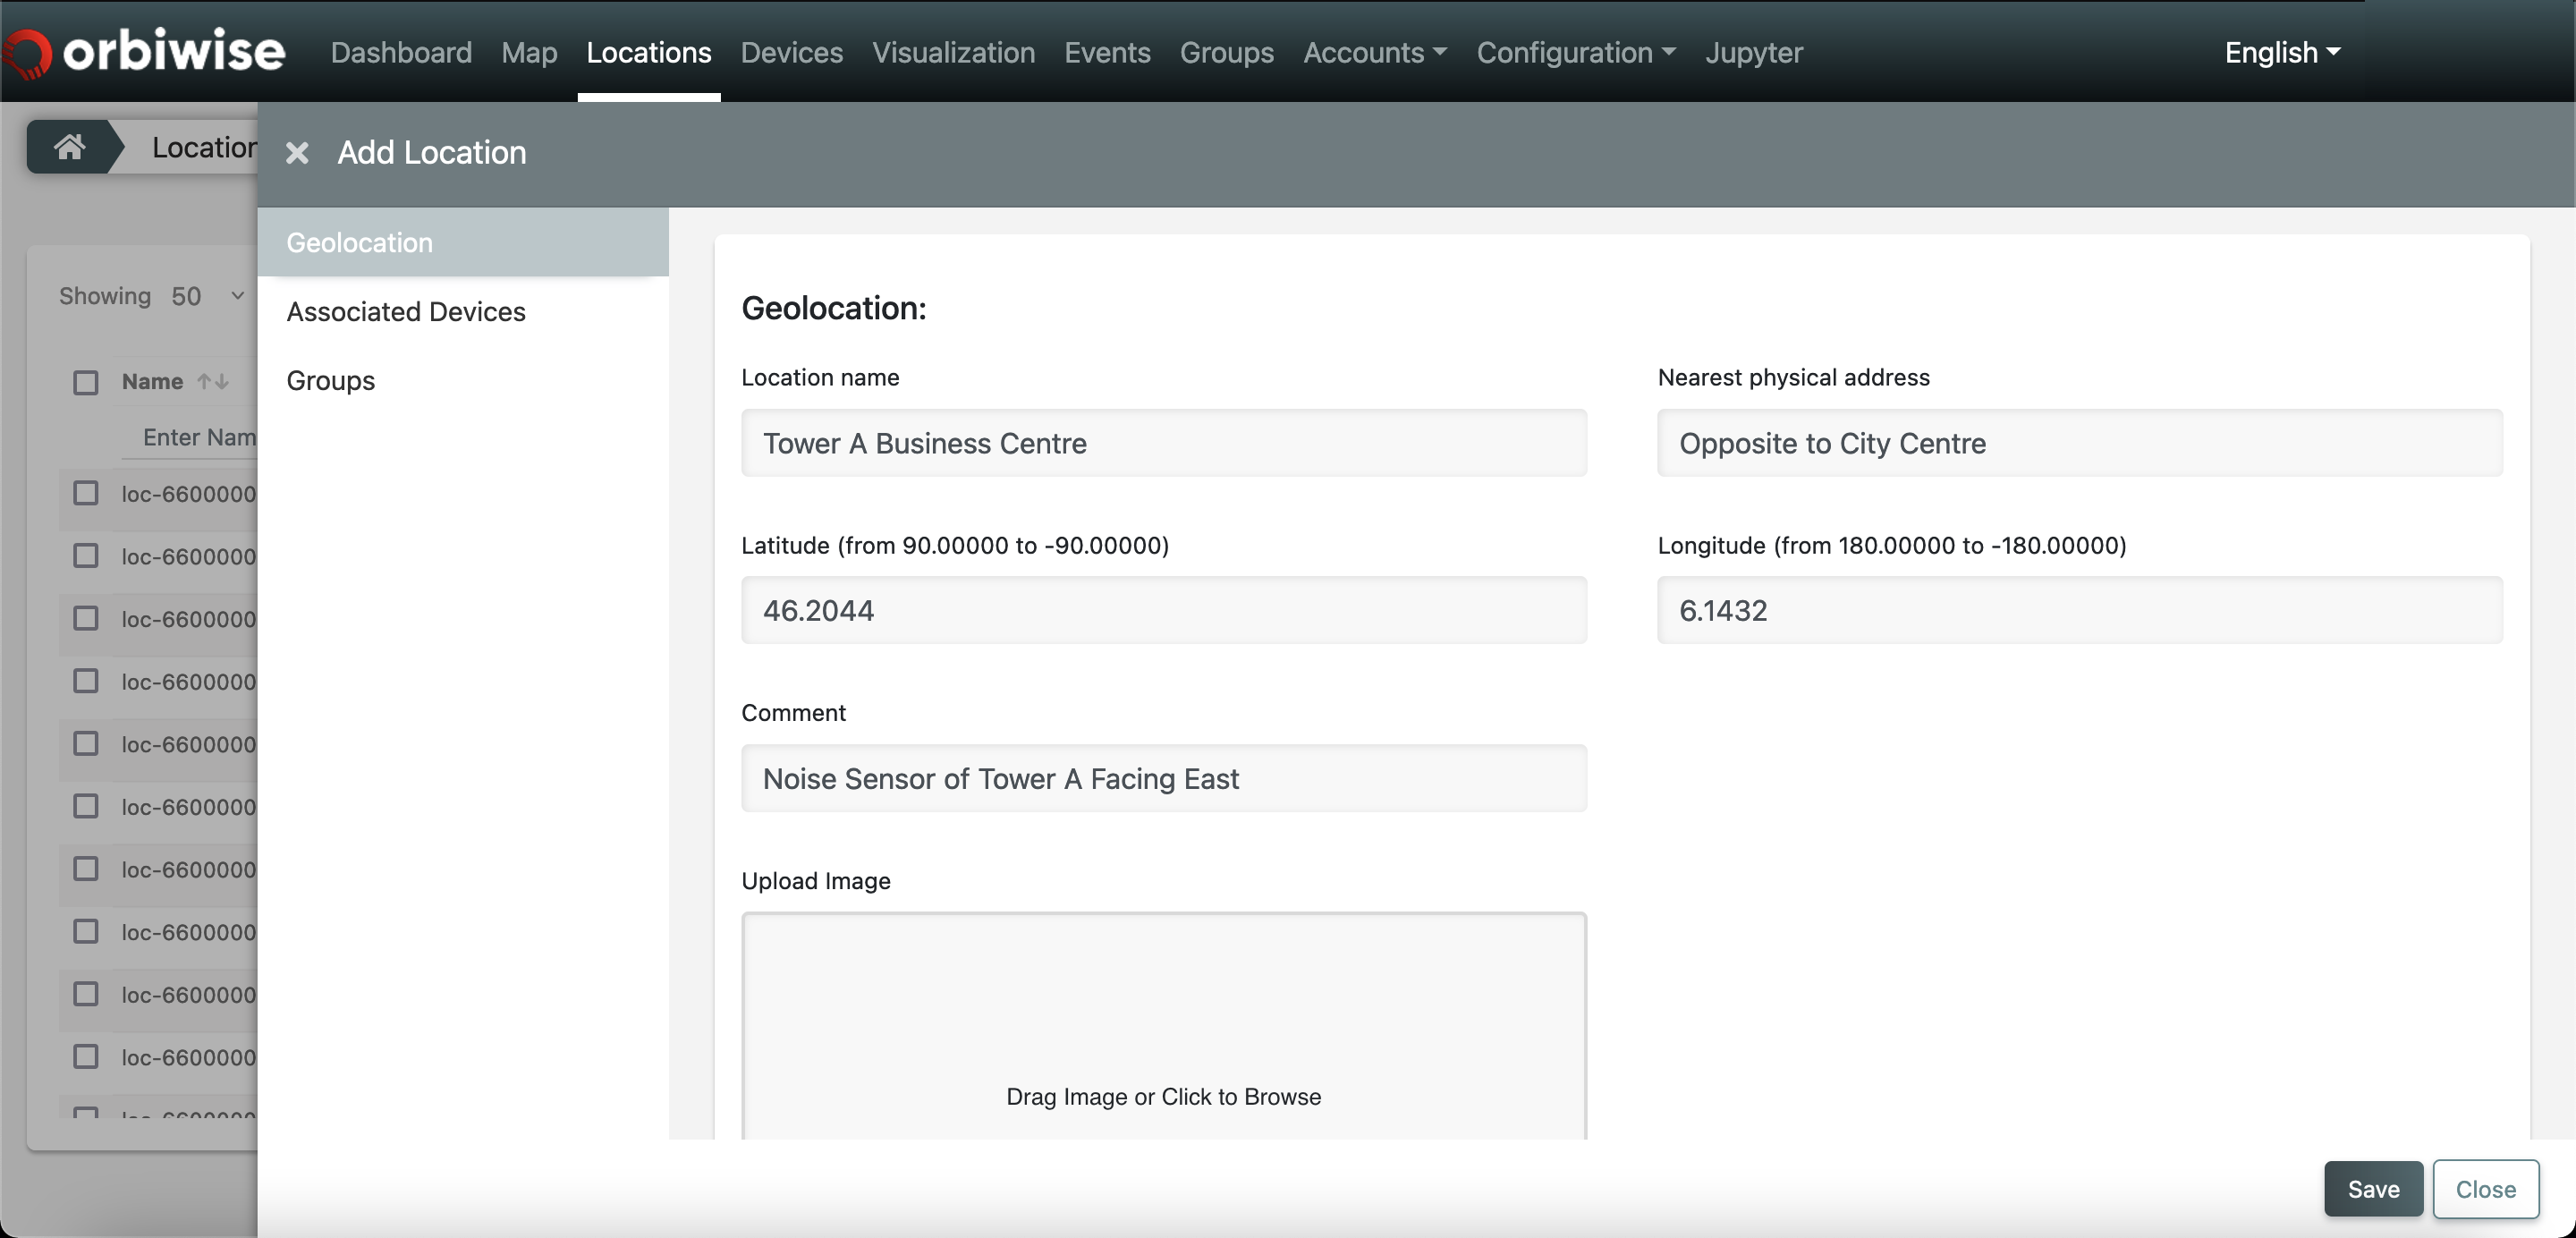 orbiwise Dashboard Map Locations Devices Visualization Events Groups Accounts Configuration Jupyter English
Location
Add Location
Geolocation
Associated Devices
Groups
Showing 50
Name
Enter Nam
loc-6600000
loc-6600000
loc-6600000
loc-6600000
loc-6600000
loc-6600000
loc-6600000
loc-6600000
loc-6600000
loc-6600000
Geolocation:
Location name
Nearest physical address
Tower A Business Centre
Opposite to City Centre
Latitude (from 90.00000 to -90.00000)
Longitude (from 180.00000 to -180.00000)
46.2044
6.1432
Comment
Noise Sensor of Tower A Facing East
Upload Image
Drag Image or Click to Browse
Save
Close